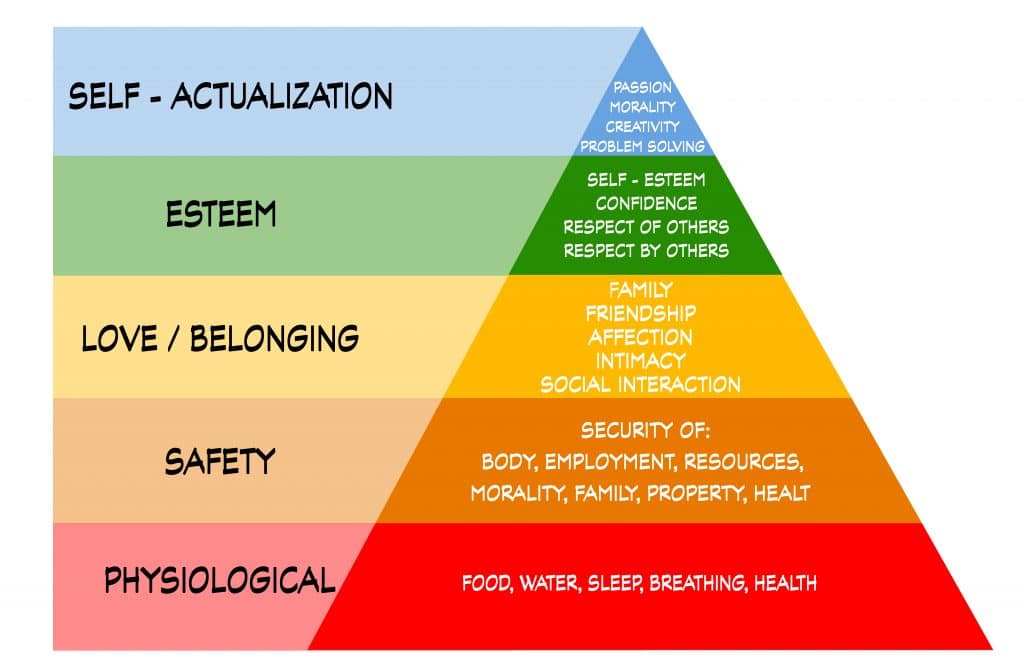 SELF - ACTUALIZATION
PASSION
MORALITY
CREATIVITY
PROBLEM SOLVING
ESTEEM
SELF - ESTEEM
CONFIDENCE
RESPECT OF OTHERS
RESPECT BY OTHERS
LOVE / BELONGING
FAMILY
FRIENDSHIP
AFFECTION
INTIMACY
SOCIAL INTERACTION
SAFETY
SECURITY OF:
BODY, EMPLOYMENT, RESOURCES,
MORALITY, FAMILY, PROPERTY, HEALT
PHYSIOLOGICAL
FOOD, WATER, SLEEP, BREATHING, HEALTH